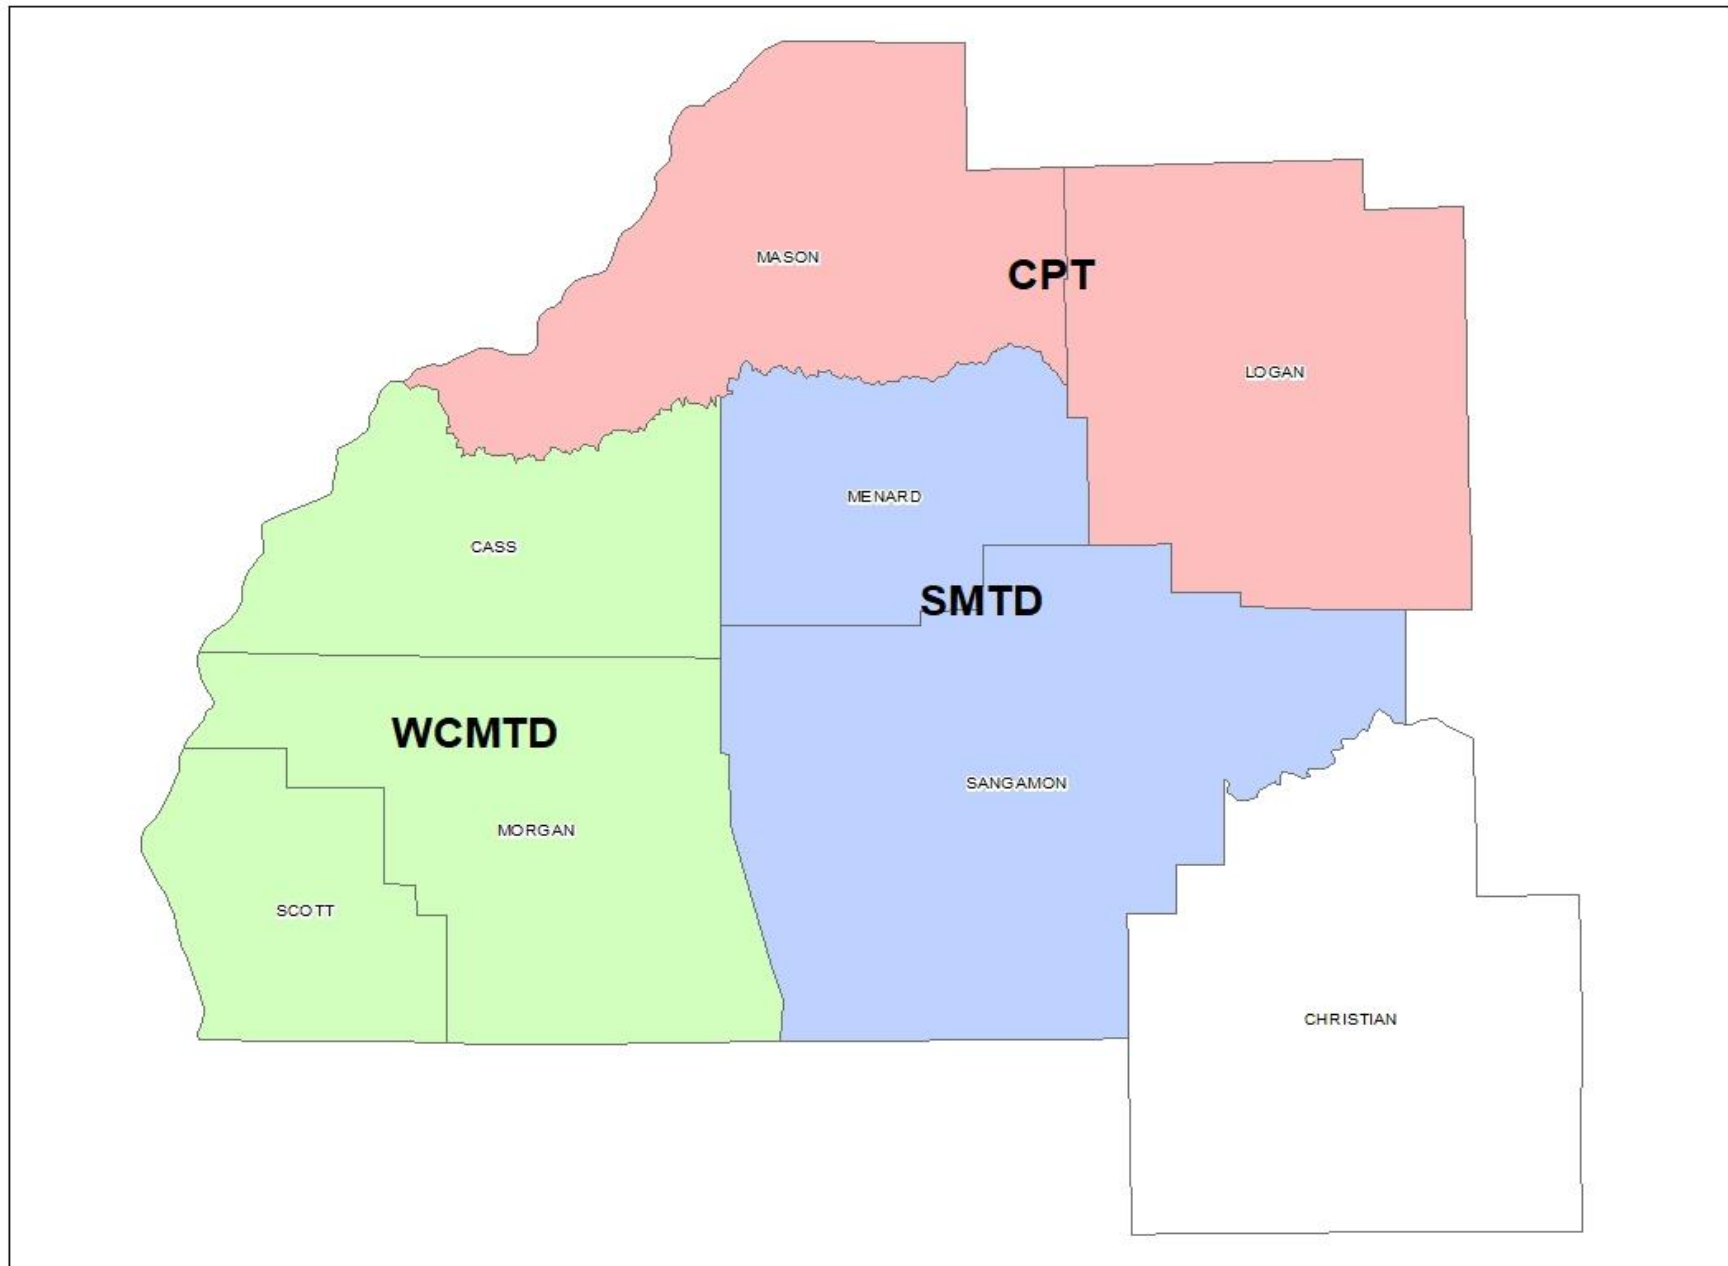 MASON
CPT
LOGAN
MENARD
CASS
SMTD
WCMTD
SANGAMON
MORGAN
SCOTT
CHRISTIAN